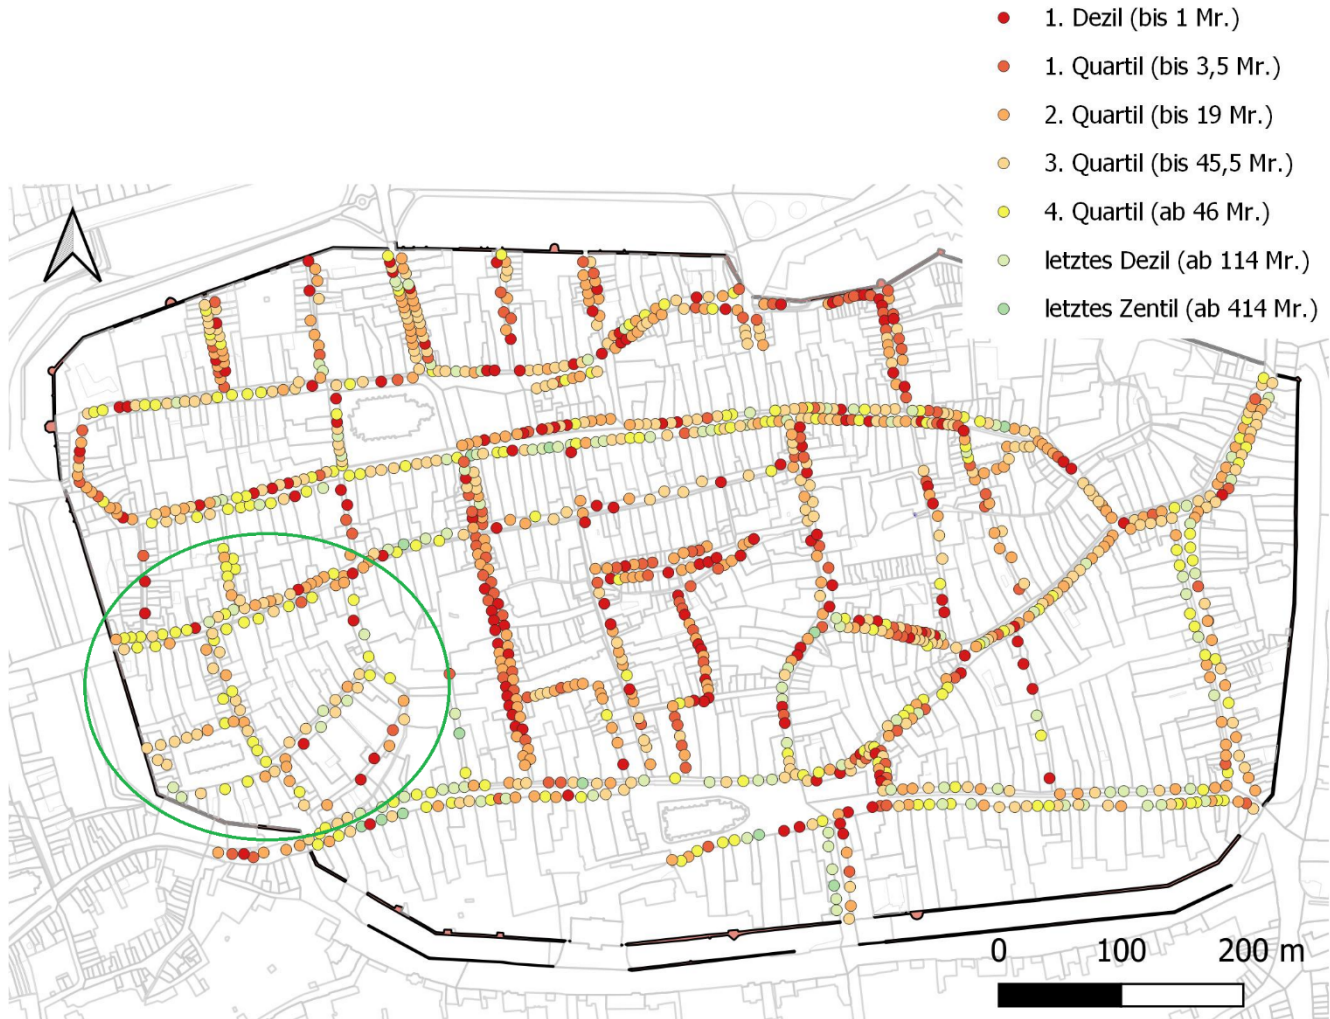 1. Dezil (bis 1 Mr.)
1. Quartil (bis 3,5 Mr.)
2. Quartil (bis 19 Mr.)
3. Quartil (bis 45,5 Mr.)
4. Quartil (ab 46 Mr.)
letztes Dezil (ab 114 Mr.)
letztes Zentil (ab 414 Mr.)
0 100 200 m